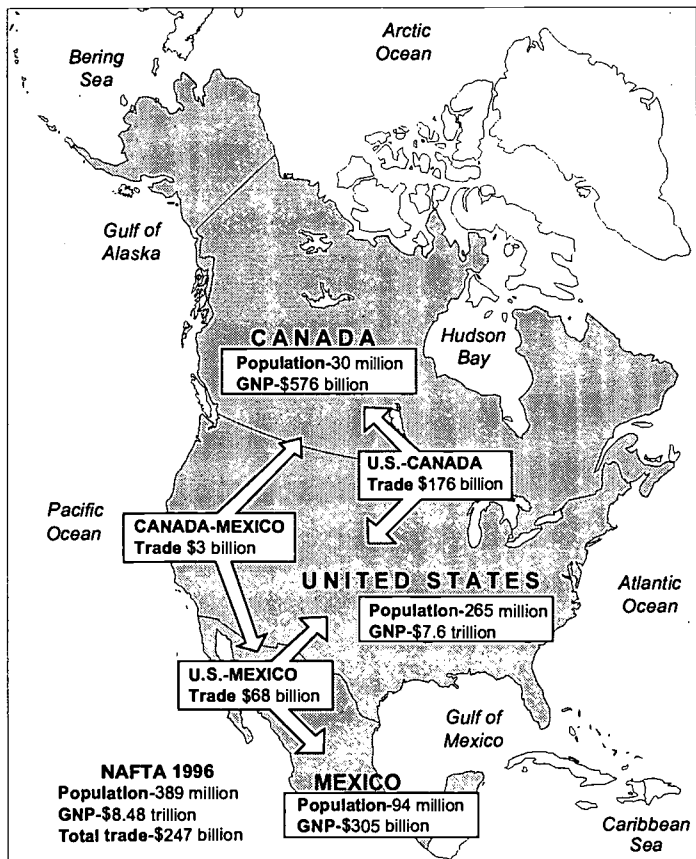 Arctic
Ocean
Bering
Sea
Gulf of
Alaska
CANADA
Population-30 million
GNP-$576 billion
Hudson
Bay
U.S.-CANADA
Trade $176 billion
Pacific
Ocean
CANADA-MEXICO
Trade $3 billion
UNITED STATES
Population-265 million
GNP-$7.6 trillion
Atlantic
Ocean
U.S.-MEXICO
Trade $68 billion
Gulf of
Mexico
NAFTA 1996
Population-389 million
GNP-$8.48 trillion
Total trade-$247 billion
MEXICO
Population-94 million
GNP-$305 billion
Caribbean
Sea